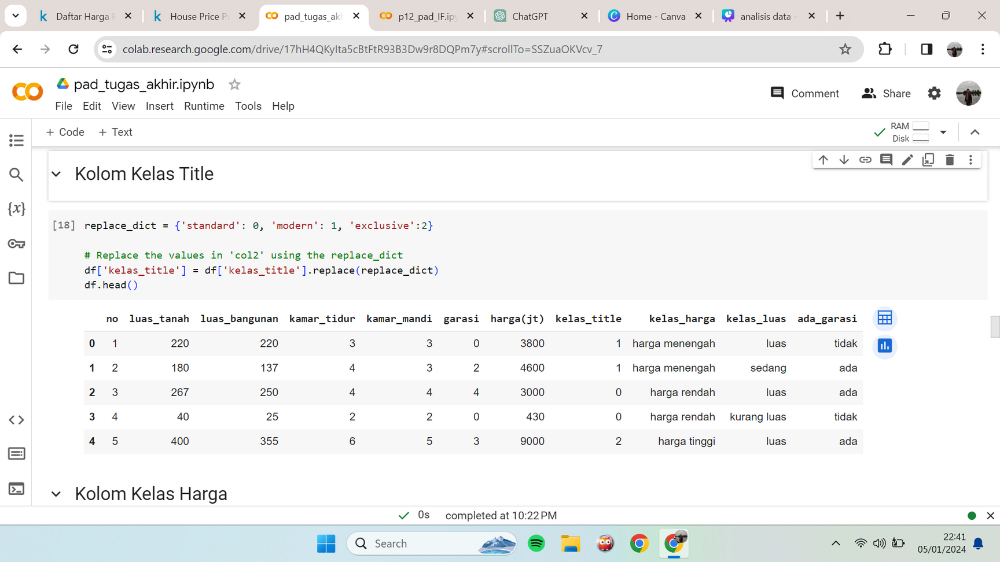 Daftar Harga
House Price P
pad_tugas_ak
p12_pad_IF.ip
ChatGPT
Home - Canva
analisis data -
colab.research.google.com/drive/17hH4QKyIta5cBtFtR93B3Dw9r8DQPm7y#scrollTo=SSZuaOKVcv_7
pad_tugas_akhir.ipynb
Comment
Share
File Edit View Insert Runtime Tools Help
+ Code + Text
RAM
Disk
Kolom Kelas Title
[18] replace_dict = {'standard': 0, 'modern': 1, 'exclusive':2}
# Replace the values in 'col2' using the replace_dict
df['kelas_title'] = df['kelas_title'].replace(replace_dict)
df.head()
no luas_tanah luas_bangunan kamar_tidur kamar_mandi garasi harga(jt) kelas_title kelas_harga kelas_luas ada_garasi
0 1 220 220 3 3 0 3800 1 harga menengah luas tidak
1 2 180 137 4 3 2 4600 1 harga menengah sedang ada
2 3 267 250 4 4 4 3000 0 harga rendah luas ada
3 4 40 25 2 2 0 430 0 harga rendah kurang luas tidak
4 5 400 355 6 5 3 9000 2 harga tinggi luas ada
Kolom Kelas Harga
0s completed at 10:22 PM
Search
22:41
05/01/2024